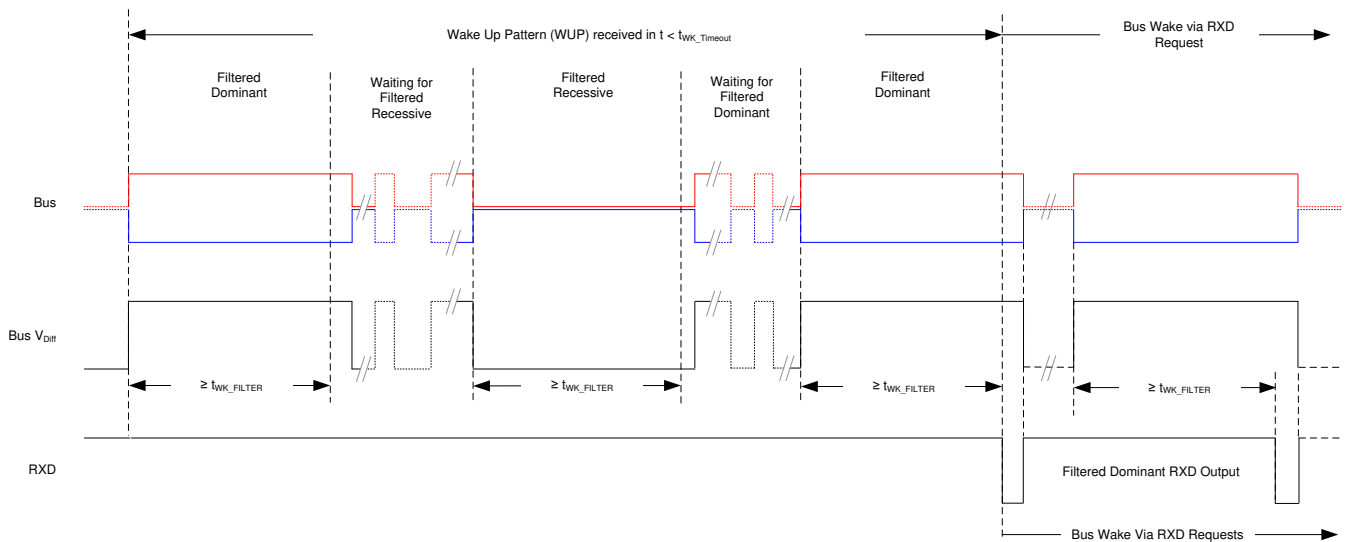 Wake Up Pattern (WUP) received in t < tWK_Timeout
Bus Wake via RXD
Request
Filtered
Dominant
Waiting for
Filtered
Recessive
Filtered
Recessive
Waiting for
Filtered
Dominant
Filtered
Dominant
Bus
Bus VDiff
≥ tWK_FILTER
≥ tWK_FILTER
≥ tWK_FILTER
≥ tWK_FILTER
RXD
Filtered Dominant RXD Output
Bus Wake Via RXD Requests